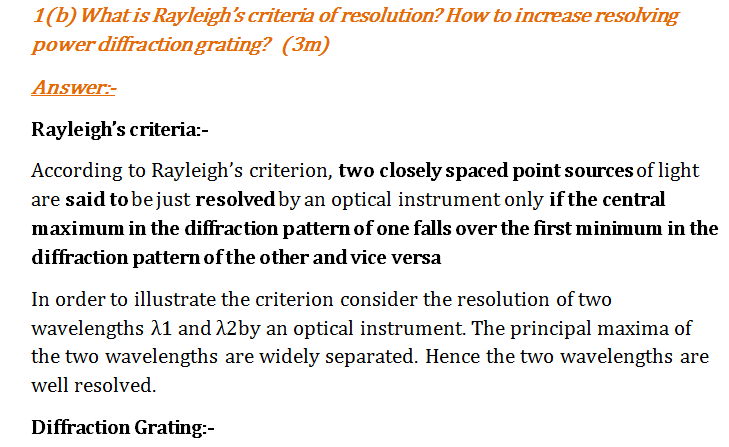 1(b) What is Rayleigh's criteria of resolution? How to increase resolving
power diffraction grating? (3m)
Answer:-
Rayleigh's criteria:-
According to Rayleigh's criterion, two closely spaced point sources of light
are said to be just resolved by an optical instrument only if the central
maximum in the diffraction pattern of one falls over the first minimum in the
diffraction pattern of the other and vice versa
In order to illustrate the criterion consider the resolution of two
wavelengths λ1 and λ2by an optical instrument. The principal maxima of
the two wavelengths are widely separated. Hence the two wavelengths are
well resolved.
Diffraction Grating:-